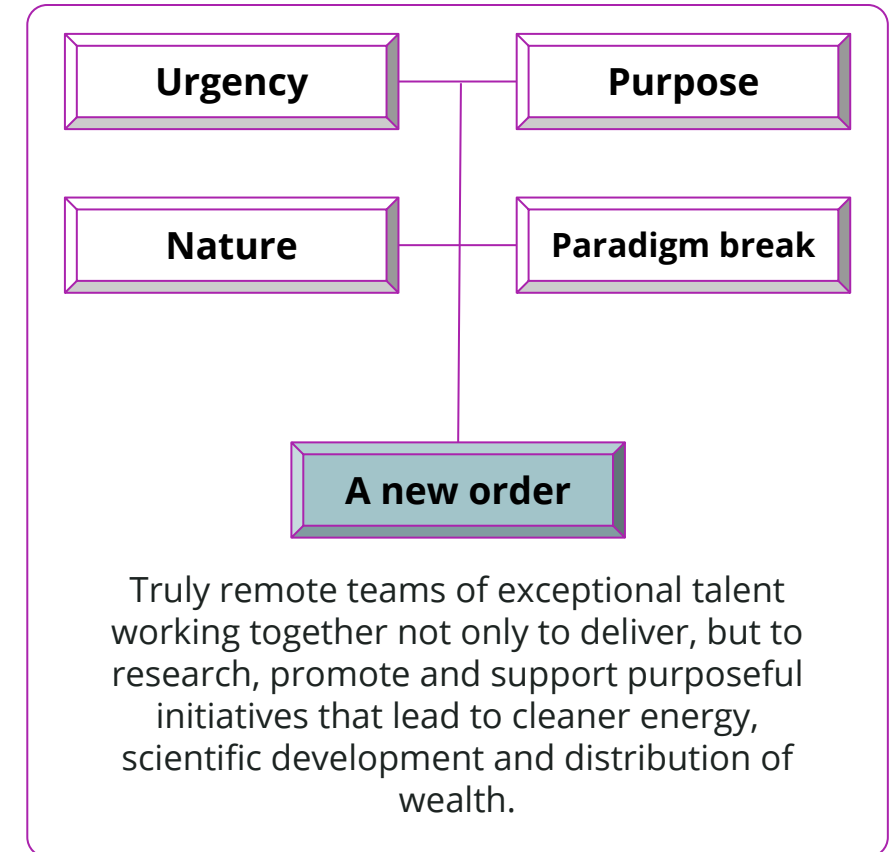 Urgency
Purpose
Nature
Paradigm break
A new order
Truly remote teams of exceptional talent
working together not only to deliver, but to
research, promote and support purposeful
initiatives that lead to cleaner energy,
scientific development and distribution of
wealth.